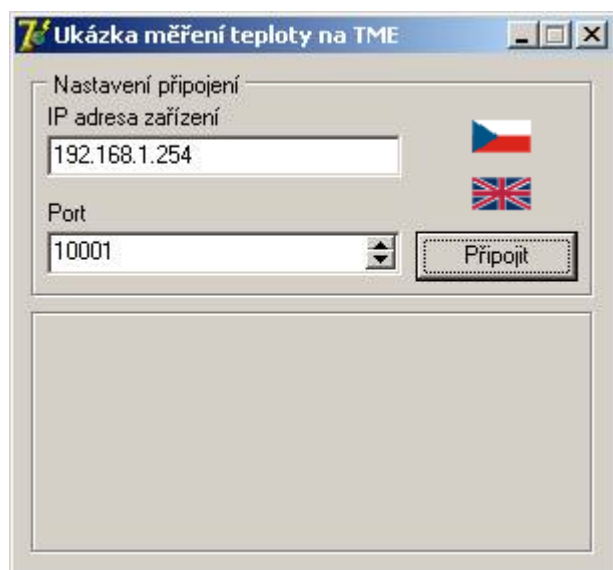 Ukázka měření teploty na TME
Nastavení připojení
IP adresa zařízení
192.168.1.254
Port
10001
Připojit